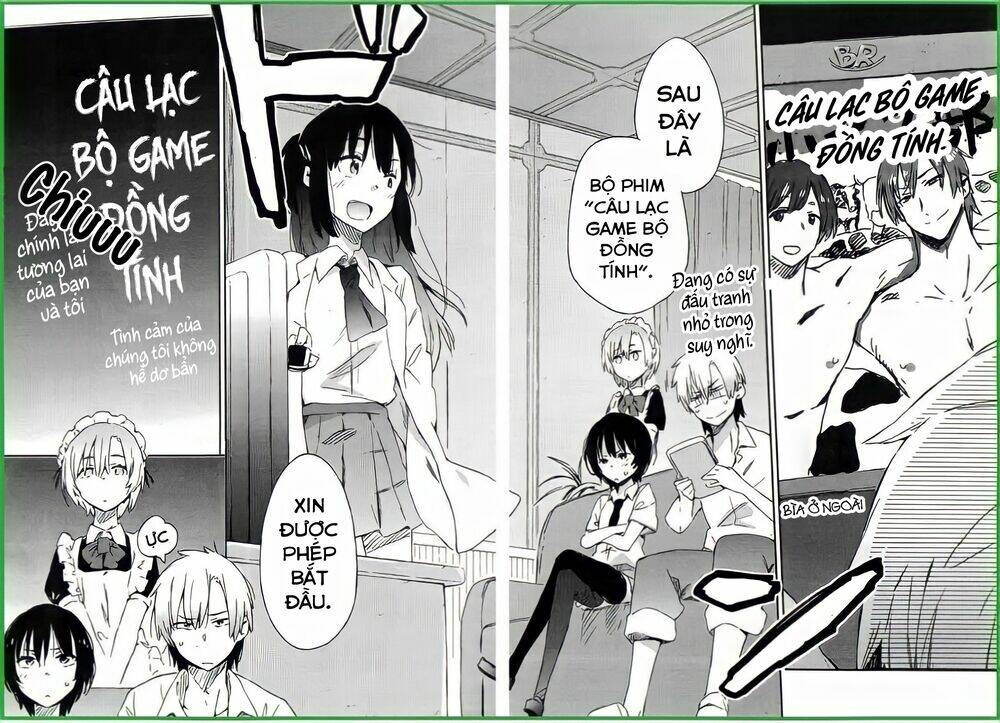 BR
CÂU LẠC BỘ GAME
ĐỒNG TÍNH.
BÌA Ở NGOÀI
SAU
ĐÂY LÀ
BỘ PHIM
"CÂU LẠC
GAME BỘ
ĐỒNG
TÍNH".
Đang có sự
đấu tranh
nhỏ trong
suy nghĩ.
XIN
ĐƯỢC
PHÉP
BẮT
ĐẦU.
CÂU LẠC
BỘ GAME
ĐỒNG
TÍNH
Chiuuu
Đây
chính là
tương lai
của bạn
và tôi
Tình cảm của
chúng tôi không
hề dơ bẩn
ỰC